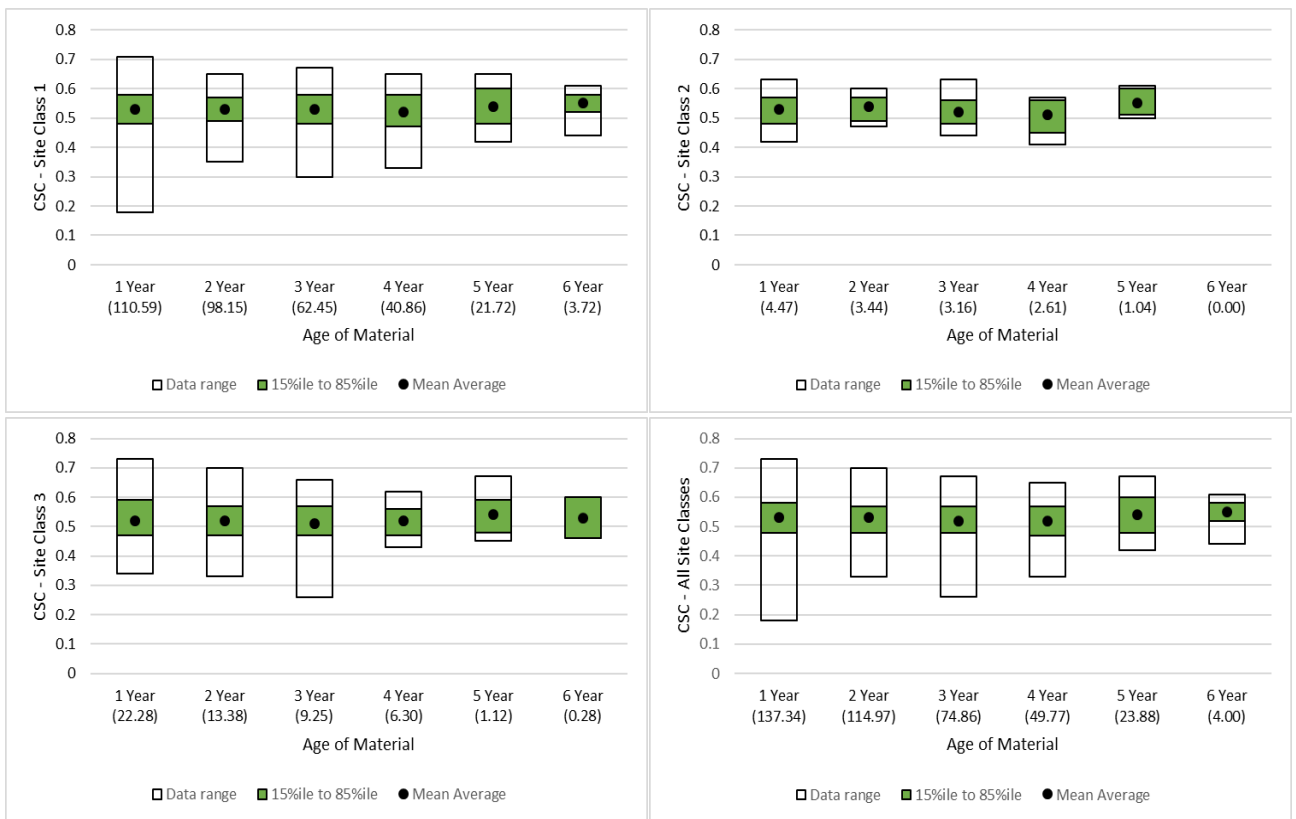 CSC - Site Class 1
0.8
0.7
0.6
0.5
0.4
0.3
0.2
0.1
0
1 Year 2 Year 3 Year 4 Year 5 Year 6 Year
(110.59) (98.15) (62.45) (40.86) (21.72) (3.72)
Age of Material
Data range 15%ile to 85%ile Mean Average
CSC - Site Class 2
0.8
0.7
0.6
0.5
0.4
0.3
0.2
0.1
0
1 Year 2 Year 3 Year 4 Year 5 Year 6 Year
(4.47) (3.44) (3.16) (2.61) (1.04) (0.00)
Age of Material
Data range 15%ile to 85%ile Mean Average
CSC - Site Class 3
0.8
0.7
0.6
0.5
0.4
0.3
0.2
0.1
0
1 Year 2 Year 3 Year 4 Year 5 Year 6 Year
(22.28) (13.38) (9.25) (6.30) (1.12) (0.28)
Age of Material
Data range 15%ile to 85%ile Mean Average
CSC - All Site Classes
0.8
0.7
0.6
0.5
0.4
0.3
0.2
0.1
0
1 Year 2 Year 3 Year 4 Year 5 Year 6 Year
(137.34) (114.97) (74.86) (49.77) (23.88) (4.00)
Age of Material
Data range 15%ile to 85%ile Mean Average